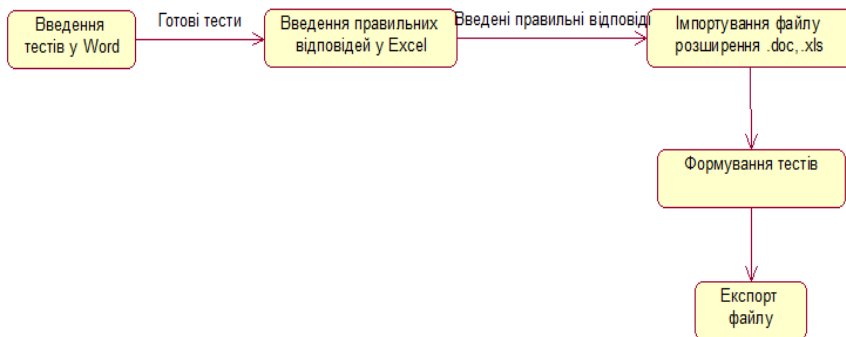 Введення
тестів у Word
Готові тести
Введення правильних
відповідей у Excel
Введені правильні відповіді
Імпортування файлу
розширення .doc,.xls
Формування тестів
Експорт
файлу